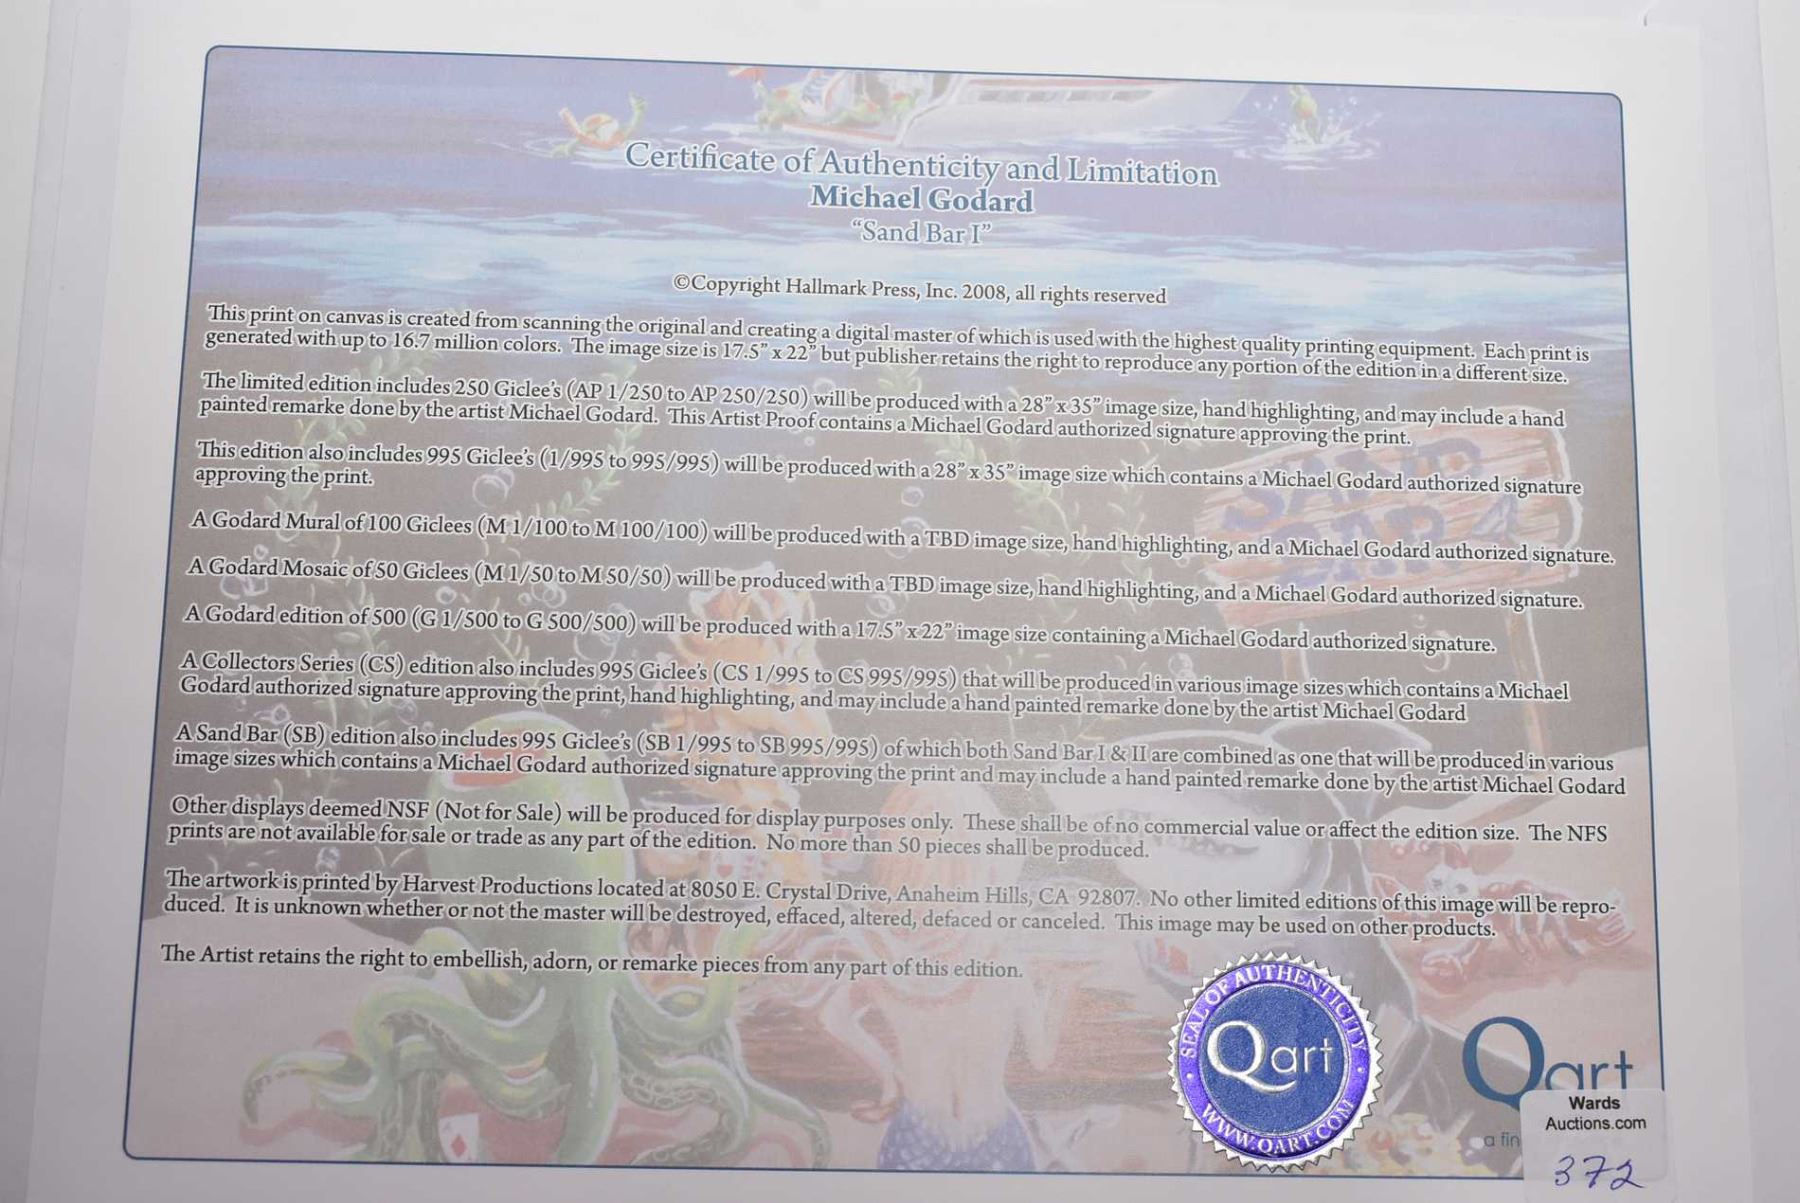 Certificate of Authenticity and Limitation
Michael Godard
“Sand Bar I”
©Copyright Hallmark Press, Inc. 2008, all rights reserved
This print on canvas is created from scanning the original and creating a digital master of which is used with the highest quality printing equipment. Each print is
generated with up to 16.7 million colors. The image size is 17.5” x 22” but publisher retains the right to reproduce any portion of the edition in a different size.
The limited edition includes 250 Giclee’s (AP 1/250 to AP 250/250) will be produced with a 28” x 35” image size, hand highlighting, and may include a hand
painted remarke done by the artist Michael Godard. This Artist Proof contains a Michael Godard authorized signature approving the print.
This edition also includes 995 Giclee’s (1/995 to 995/995) will be produced with a 28” x 35” image size which contains a Michael Godard authorized signature
approving the print.
A Godard Mural of 100 Giclees (M 1/100 to M 100/100) will be produced with a TBD image size, hand highlighting, and a Michael Godard authorized signature.
A Godard Mosaic of 50 Giclees (M 1/50 to M 50/50) will be produced with a TBD image size, hand highlighting, and a Michael Godard authorized signature.
A Godard edition of 500 (G 1/500 to G 500/500) will be produced with a 17.5” x 22” image size containing a Michael Godard authorized signature.
A Collectors Series (CS) edition also includes 995 Giclee’s (CS 1/995 to CS 995/995) that will be produced in various image sizes which contains a Michael
Godard authorized signature approving the print, hand highlighting, and may include a hand painted remarke done by the artist Michael Godard
A Sand Bar (SB) edition also includes 995 Giclee’s (SB 1/995 to SB 995/995) of which both Sand Bar I & II are combined as one that will be produced in various
image sizes which contains a Michael Godard authorized signature approving the print and may include a hand painted remarke done by the artist Michael Godard
Other displays deemed NSF (Not for Sale) will be produced for display purposes only. These shall be of no commercial value or affect the edition size. The NFS
prints are not available for sale or trade as any part of the edition. No more than 50 pieces shall be produced.
The artwork is printed by Harvest Productions located at 8050 E. Crystal Drive, Anaheim Hills, CA 92807. No other limited editions of this image will be repro-
duced. It is unknown whether or not the master will be destroyed, effaced, altered, defaced or canceled. This image may be used on other products.
The Artist retains the right to embellish, adorn, or remarke pieces from any part of this edition.
SAND
BAR
SEAL OF AUTHENTICITY
Qart
WWW.QART.COM
Qart
a fin
Wards
Auctions.com
372